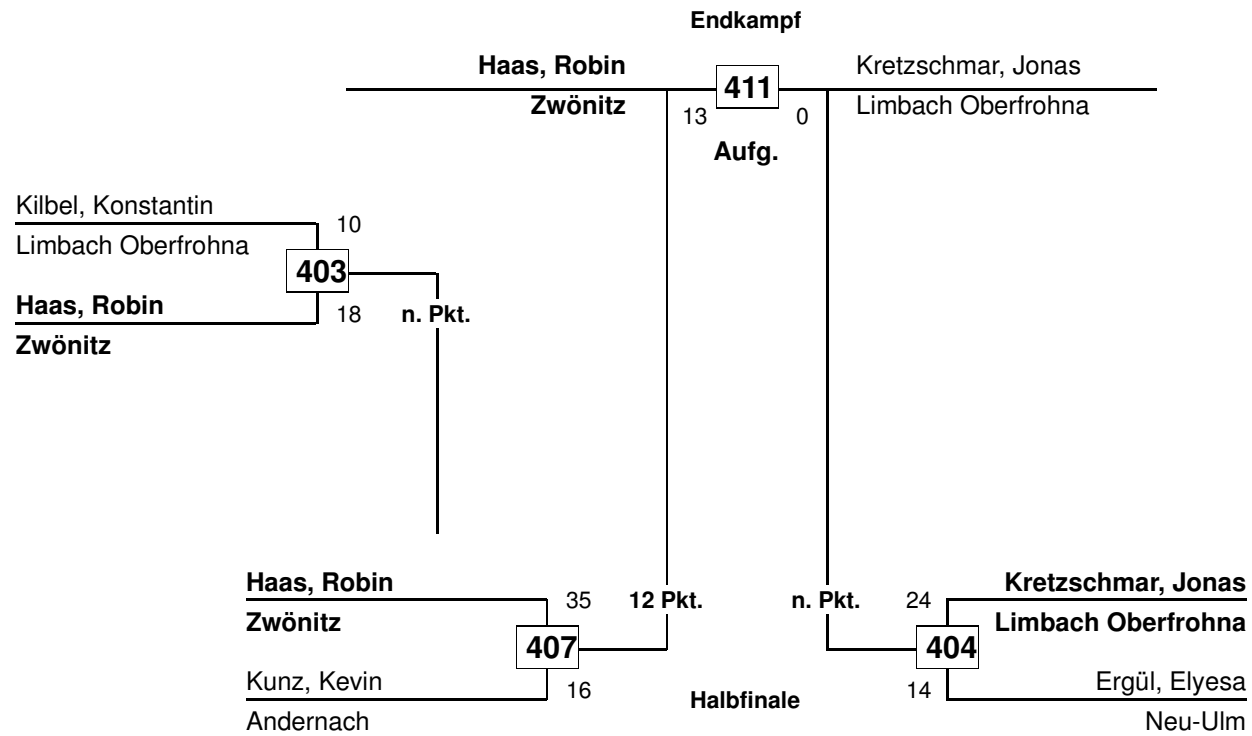 Endkampf
Haas, Robin
Zwönitz
13
411
0
Aufg.
Kretzschmar, Jonas
Limbach Oberfrohna
Kilbel, Konstantin
Limbach Oberfrohna
10
403
Haas, Robin
Zwönitz
18
n. Pkt.
Haas, Robin
Zwönitz
35
12 Pkt.
407
Kunz, Kevin
Andernach
16
Halbfinale
n. Pkt.
24
Kretzschmar, Jonas
Limbach Oberfrohna
404
14
Ergül, Elyesa
Neu-Ulm